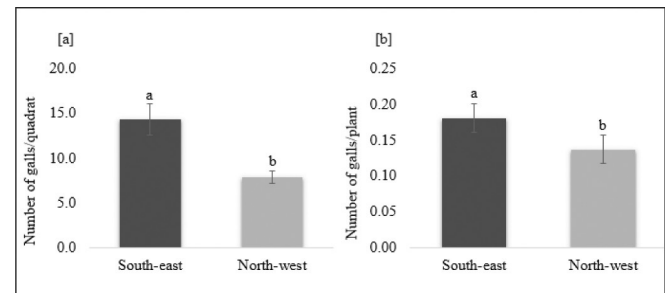 [a]
Number of galls/quadrat
20.0
15.0
10.0
5.0
0.0
a
b
South-east
North-west
[b]
Number of galls/plant
0.25
0.20
0.15
0.10
0.05
0.00
a
b
South-east
North-west